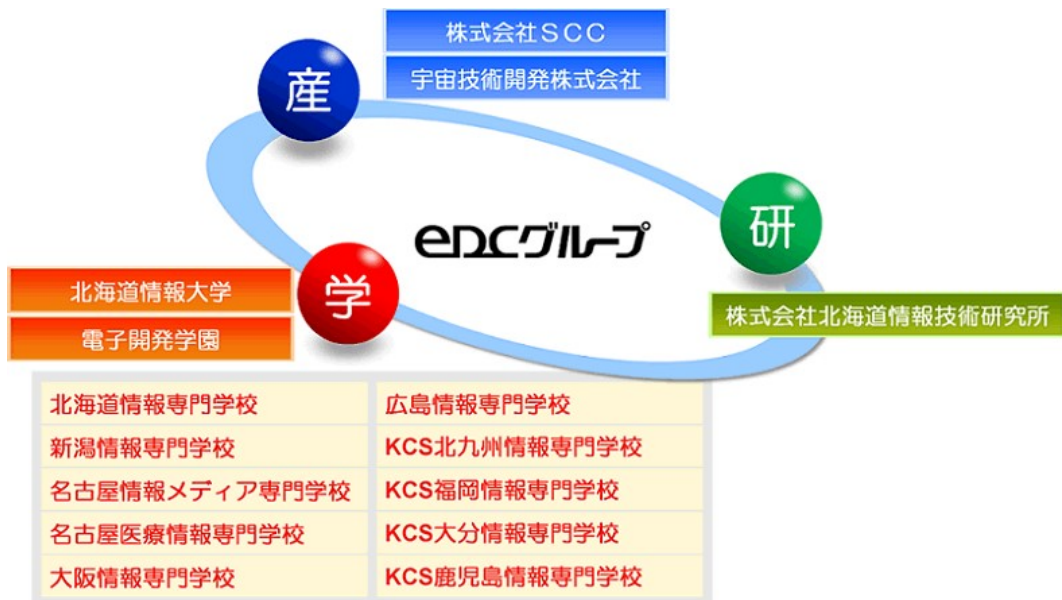 株式会社SCC
宇宙技術開発株式会社
産
研
eDCグループ
学
北海道情報大学
電子開発学園
株式会社北海道情報技術研究所
北海道情報専門学校
広島情報専門学校
新潟情報専門学校
KCS北九州情報専門学校
名古屋情報メディア専門学校
KCS福岡情報専門学校
名古屋医療情報専門学校
KCS大分情報専門学校
大阪情報専門学校
KCS鹿児島情報専門学校